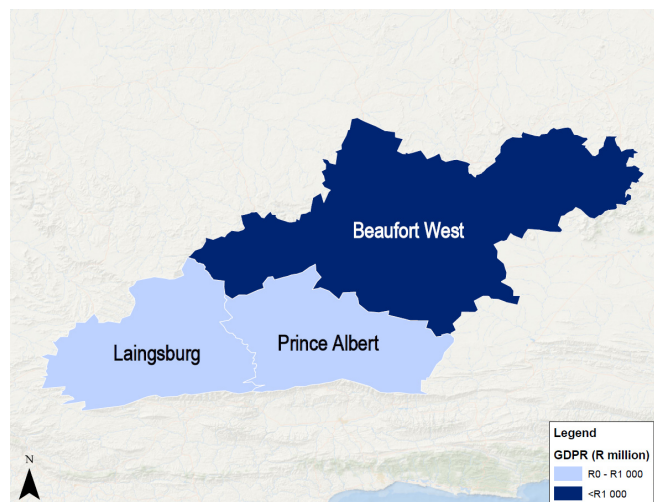 Beaufort West
Prince Albert
Laingsburg
N
Legend
GDPR (R million)
R0 - R1 000
<R1 000